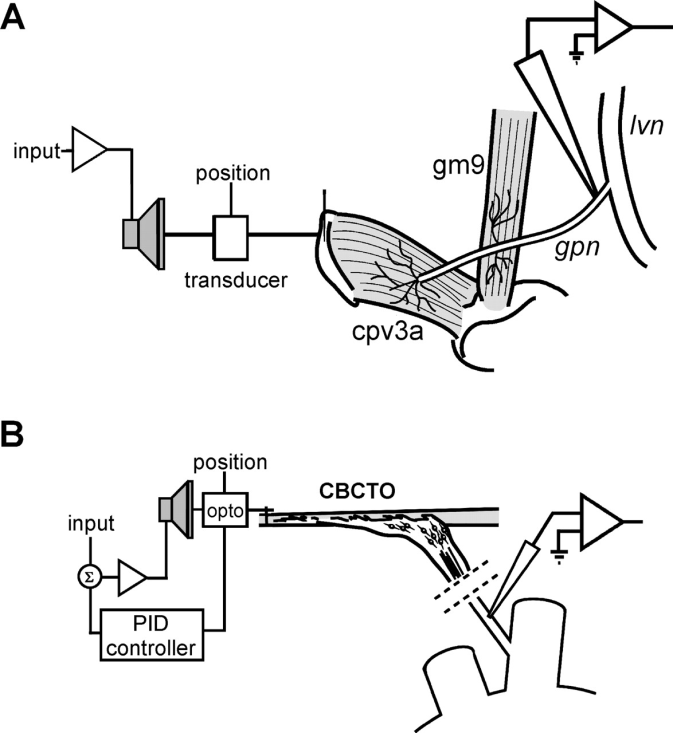 A
input
position
transducer
cpv3a
gm9
gpn
lvn
B
position
CBCTO
input
opto
Σ
PID
controller